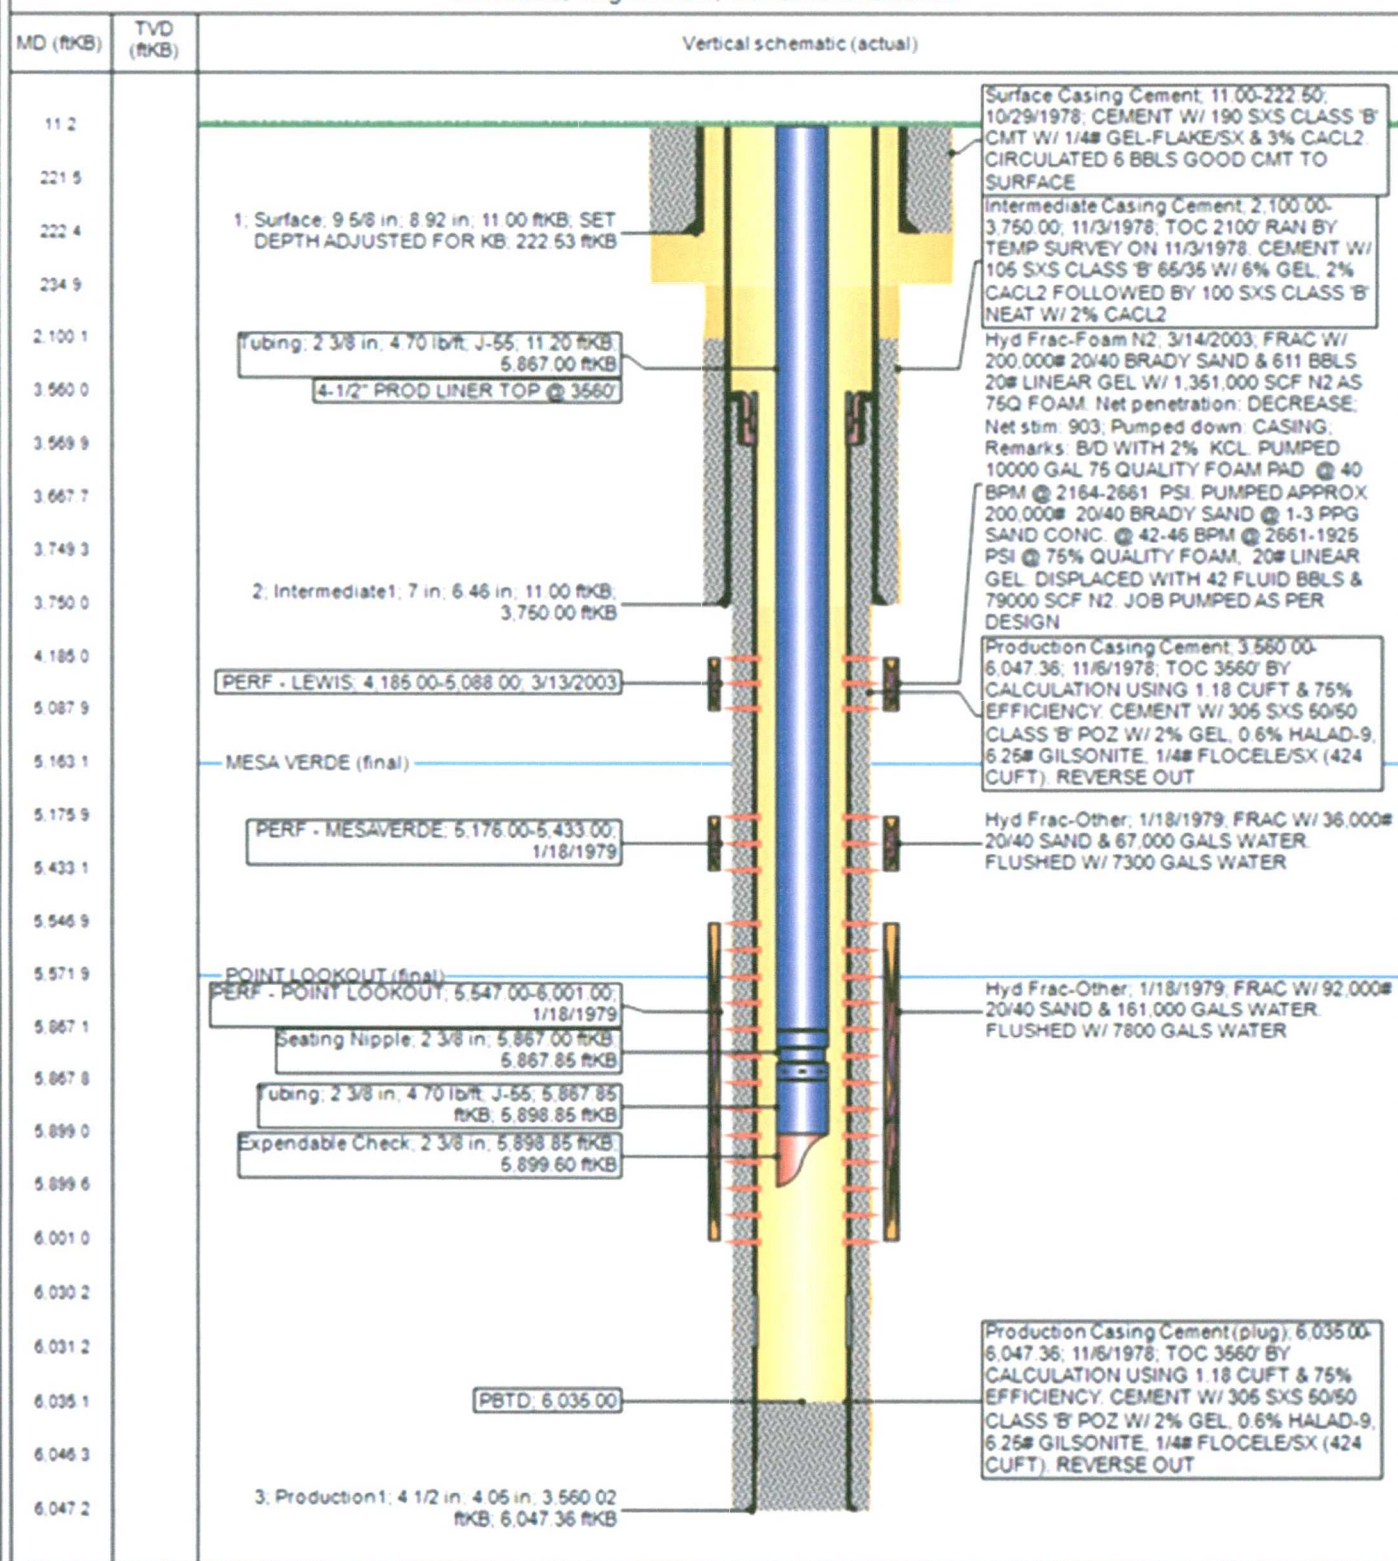 MD (ftKB)
TVD
(ftKB)
Vertical schematic (actual)
11.2
221.5
222.4
234.9
2,100.1
3,560.0
3,569.9
3,667.7
3,749.3
3,750.0
4,185.0
5,087.9
5,163.1
5,175.9
5,433.1
5,546.9
5,571.9
5,867.1
5,867.8
5,899.0
5,899.6
6,001.0
6,030.2
6,031.2
6,035.1
6,046.3
6,047.2
1; Surface; 9 5/8 in; 8.92 in; 11.00 ftKB; SET
DEPTH ADJUSTED FOR KB; 222.53 ftKB
Tubing; 2 3/8 in; 4.70 lb/ft; J-55; 11.20 ftKB;
5,867.00 ftKB
4-1/2" PROD LINER TOP @ 3560'
2; Intermediate1; 7 in; 6.46 in; 11.00 ftKB;
3,750.00 ftKB
PERF - LEWIS; 4,185.00-5,088.00; 3/13/2003
MESA VERDE (final)
PERF - MESAVERDE; 5,176.00-5,433.00;
1/18/1979
POINT LOOKOUT (final)
PERF - POINT LOOKOUT; 5,547.00-6,001.00;
1/18/1979
Seating Nipple; 2 3/8 in; 5,867.00 ftKB;
5,867.85 ftKB
Tubing; 2 3/8 in; 4.70 lb/ft; J-55; 5,867.85
ftKB; 5,898.85 ftKB
Expendable Check; 2 3/8 in; 5,898.85 ftKB;
5,899.60 ftKB
PBTD; 6,035.00
3; Production1; 4 1/2 in; 4.05 in; 3,560.02
ftKB; 6,047.36 ftKB
Surface Casing Cement; 11.00-222.50;
10/29/1978; CEMENT W/ 190 SXS CLASS 'B'
CMT W/ 1/4# GEL-FLAKE/SX & 3% CACL2.
CIRCULATED 6 BBLS GOOD CMT TO
SURFACE
Intermediate Casing Cement; 2,100.00-
3,750.00; 11/3/1978; TOC 2100' RAN BY
TEMP SURVEY ON 11/3/1978. CEMENT W/
105 SXS CLASS 'B' 65/35 W/ 6% GEL, 2%
CACL2 FOLLOWED BY 100 SXS CLASS 'B'
NEAT W/ 2% CACL2
Hyd Frac-Foam N2; 3/14/2003; FRAC W/
200,000# 20/40 BRADY SAND & 611 BBLS
20# LINEAR GEL W/ 1,351,000 SCF N2 AS
75Q FOAM. Net penetration: DECREASE;
Net stim: 903; Pumped down: CASING;
Remarks: B/D WITH 2% KCL. PUMPED
10000 GAL 75 QUALITY FOAM PAD @ 40
BPM @ 2164-2661 PSI. PUMPED APPROX
200,000# 20/40 BRADY SAND @ 1-3 PPG
SAND CONC. @ 42-46 BPM @ 2661-1925
PSI @ 75% QUALITY FOAM, 20# LINEAR
GEL. DISPLACED WITH 42 FLUID BBLS &
79000 SCF N2. JOB PUMPED AS PER
DESIGN
Production Casing Cement; 3,560.00-
6,047.36; 11/6/1978; TOC 3560' BY
CALCULATION USING 1.18 CUFT & 75%
EFFICIENCY. CEMENT W/ 305 SXS 50/50
CLASS 'B' POZ W/ 2% GEL, 0.6% HALAD-9,
6.25# GILSONITE, 1/4# FLOCELE/SX (424
CUFT). REVERSE OUT
Hyd Frac-Other; 1/18/1979; FRAC W/ 36,000#
20/40 SAND & 67,000 GALS WATER.
FLUSHED W/ 7300 GALS WATER
Hyd Frac-Other; 1/18/1979; FRAC W/ 92,000#
20/40 SAND & 161,000 GALS WATER.
FLUSHED W/ 7800 GALS WATER
Production Casing Cement (plug); 6,035.00-
6,047.36; 11/6/1978; TOC 3560' BY
CALCULATION USING 1.18 CUFT & 75%
EFFICIENCY. CEMENT W/ 305 SXS 50/50
CLASS 'B' POZ W/ 2% GEL, 0.6% HALAD-9,
6.25# GILSONITE, 1/4# FLOCELE/SX (424
CUFT). REVERSE OUT